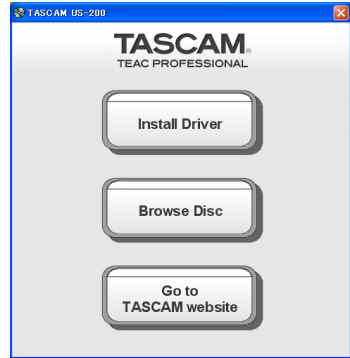 TASCAM US-200
TASCAM®
TEAC PROFESSIONAL
Install Driver
Browse Disc
Go to
TASCAM website